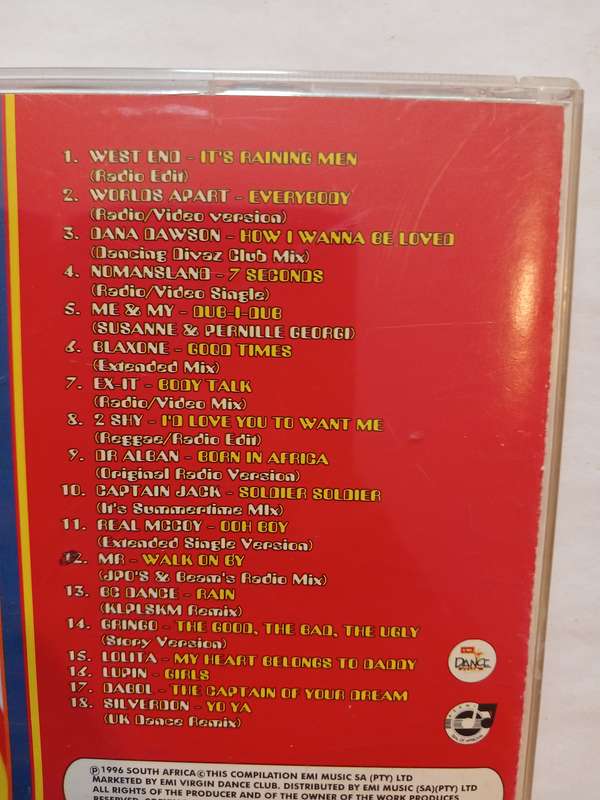 1. WEST END - IT'S RAINING MEN
(Radio Edit)
2. WORLDS APART - EVERYBODY
(Radio/Video version)
3. DANA DAWSON - HOW I WANNA BE LOVED
(Dancing Divaz Club Mix)
4. NOMANSLAND - 7 SECONDS
(Radio/Video Single)
5. ME & MY - DUB-I-DUB
(SUSANNE & PERNILLE GEORGI)
6. BLAXONE - GOOD TIMES
(Extended Mix)
7. EX-IT - BODY TALK
(Radio/Video Mix)
8. 2 SHY - I'D LOVE YOU TO WANT ME
(Reggae/Radio Edit)
9. DR ALBAN - BORN IN AFRICA
(Original Radio Version)
10. CAPTAIN JACK - SOLDIER SOLDIER
(It's Summertime Mix)
11. REAL MCCOY - OOH BOY
(Extended Single Version)
12. MR - WALK ON BY
(JPO'S & Beam's Radio Mix)
13. BC DANCE - RAIN
(KLPLSKM Remix)
14. GRINGO - THE GOOD, THE BAD, THE UGLY
(Story Version)
15. LOLITA - MY HEART BELONGS TO DADDY
16. LUPIN - GIRLS
17. DABOL - THE CAPTAIN OF YOUR DREAM
18. SILVERDON - YO YA
(UK Dance Remix)
DANCE
℗1996 SOUTH AFRICA©THIS COMPILATION EMI MUSIC SA (PTY) LTD
MARKETED BY EMI VIRGIN DANCE CLUB. DISTRIBUTED BY EMI MUSIC (SA)(PTY) LTD
ALL RIGHTS OF THE PRODUCER AND OF THE OWNER OF THE WORK PRODUCES